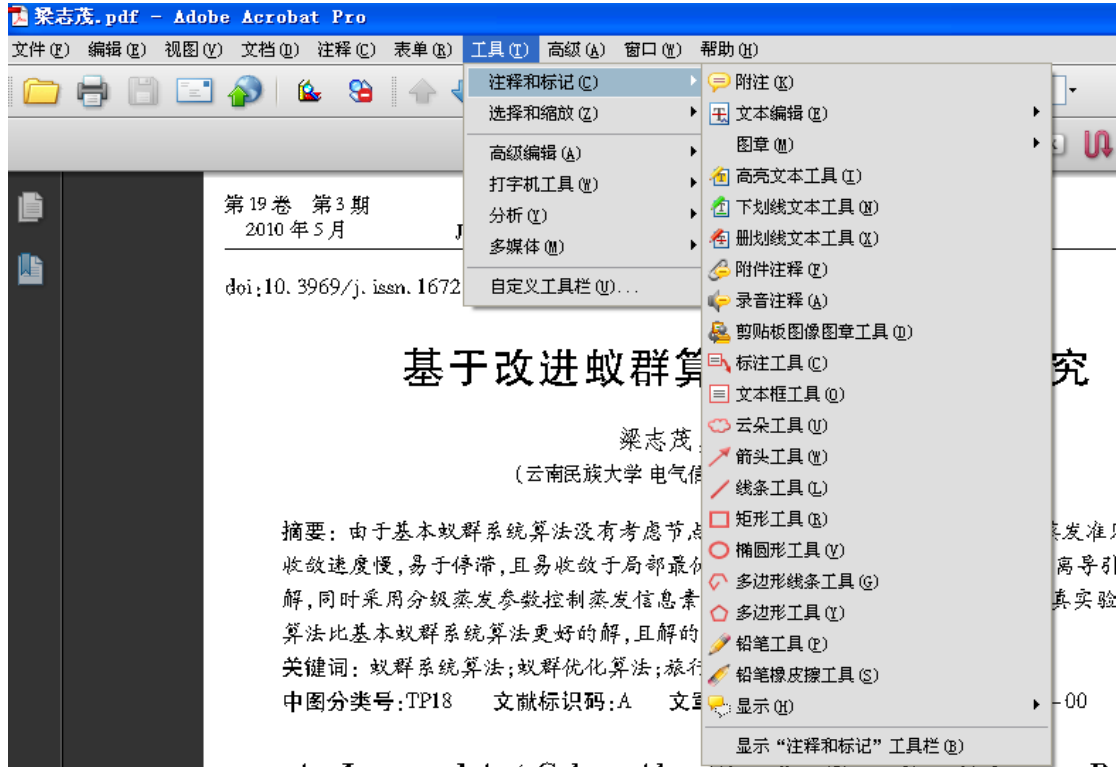 梁志茂.pdf - Adobe Acrobat Pro
文件(F) 编辑(E) 视图(V) 文档(D) 注释(C) 表单(R) 工具(T) 高级(A) 窗口(W) 帮助(H)
注释和标记(C)
选择和缩放(Z)
高级编辑(A)
打字机工具(W)
分析(Y)
多媒体(M)
自定义工具栏(U)...
附注(K)
文本编辑(E)
图章(M)
高亮文本工具(I)
下划线文本工具(N)
删划线文本工具(X)
附件注释(F)
录音注释(A)
剪贴板图像图章工具(D)
标注工具(C)
文本框工具(O)
云朵工具(U)
箭头工具(W)
线条工具(L)
矩形工具(R)
椭圆形工具(V)
多边形线条工具(G)
多边形工具(Y)
铅笔工具(P)
铅笔橡皮擦工具(S)
显示(H)
显示“注释和标记”工具栏(B)
第 19 卷 第 3 期
2010 年 5 月 J
doi:10. 3969/j. issn. 1672
基于改进蚁群算 究
梁志茂
(云南民族大学 电气信
摘要: 由于基本蚁群系统算法没有考虑节点 蒸发准则
收敛速度慢,易于停滞,且易收敛于局部最优 离导引
解,同时采用分级蒸发参数控制蒸发信息素 真实验
算法比基本蚁群系统算法更好的解,且解的
关键词: 蚁群系统算法;蚁群优化算法;旅行
中图分类号:TP18 文献标识码:A 文章 -00